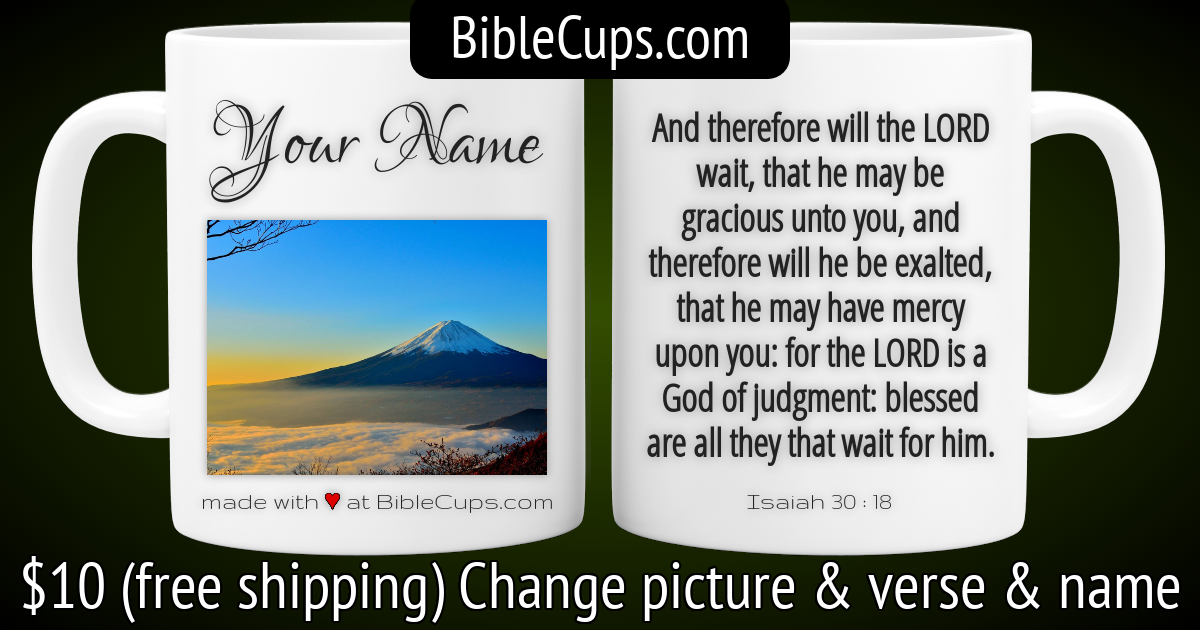 BibleCups.com
Your Name
made with ♥ at BibleCups.com
And therefore will the LORD
wait, that he may be
gracious unto you, and
therefore will he be exalted,
that he may have mercy
upon you: for the LORD is a
God of judgment: blessed
are all they that wait for him.
Isaiah 30 : 18
$10 (free shipping) Change picture & verse & name